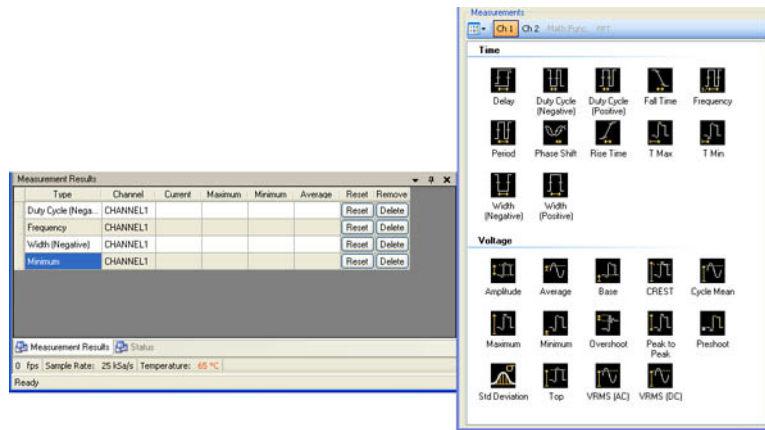 Measurement Results
Type Channel Current Maximum Minimum Average Reset Remove
Duty Cycle (Nega... CHANNEL1 Reset Delete
Frequency CHANNEL1 Reset Delete
Width (Negative) CHANNEL1 Reset Delete
Minimum CHANNEL1 Reset Delete
Measurement Results Status
0 fps Sample Rate: 25 kSa/s Temperature: 65 °C
Ready
Measurements
Ch 1 Ch 2 Math Func. FFT
Time
Delay Duty Cycle (Negative) Duty Cycle (Positive) Fall Time Frequency
Period Phase Shift Rise Time T Max T Min
Width (Negative) Width (Positive)
Voltage
Amplitude Average Base CREST Cycle Mean
Maximum Minimum Overshoot Peak to Peak Preshoot
Std Deviation Top VRMS (AC) VRMS (DC)